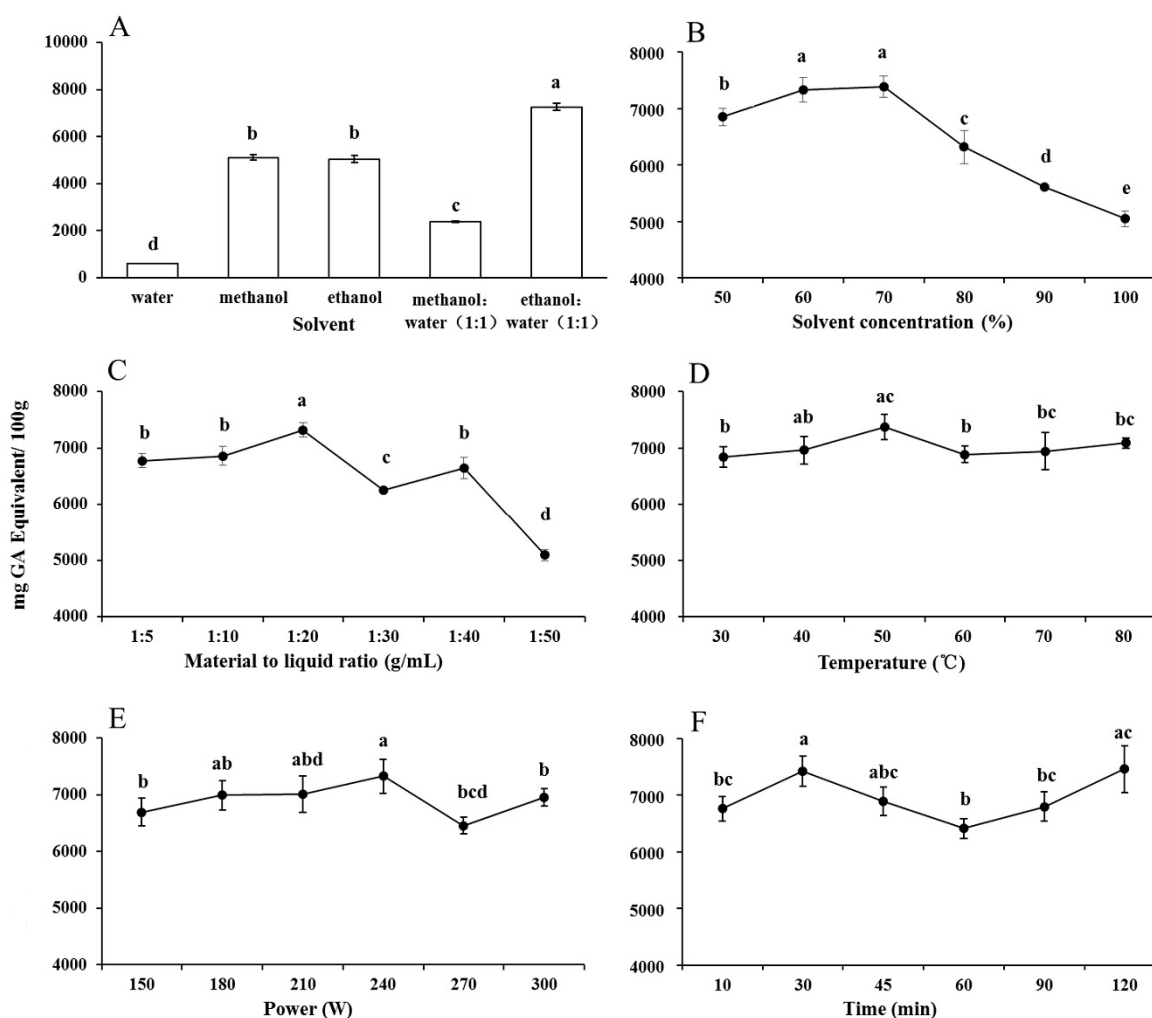 A
10000
8000
6000
4000
2000
0
d
b
b
c
a
water
methanol
ethanol
methanol:
water（1:1）
ethanol:
water（1:1）
Solvent
B
8000
7000
6000
5000
4000
b
a
a
c
d
e
50 60 70 80 90 100
Solvent concentration (%)
mg GA Equivalent/ 100g
C
8000
7000
6000
5000
4000
b
b
a
c
b
d
1:5 1:10 1:20 1:30 1:40 1:50
Material to liquid ratio (g/mL)
D
8000
7000
6000
5000
4000
b
ab
ac
b
bc
bc
30 40 50 60 70 80
Temperature (℃)
E
8000
7000
6000
5000
4000
b
ab
abd
a
bcd
b
150 180 210 240 270 300
Power (W)
F
8000
7000
6000
5000
4000
bc
a
abc
b
bc
ac
10 30 45 60 90 120
Time (min)